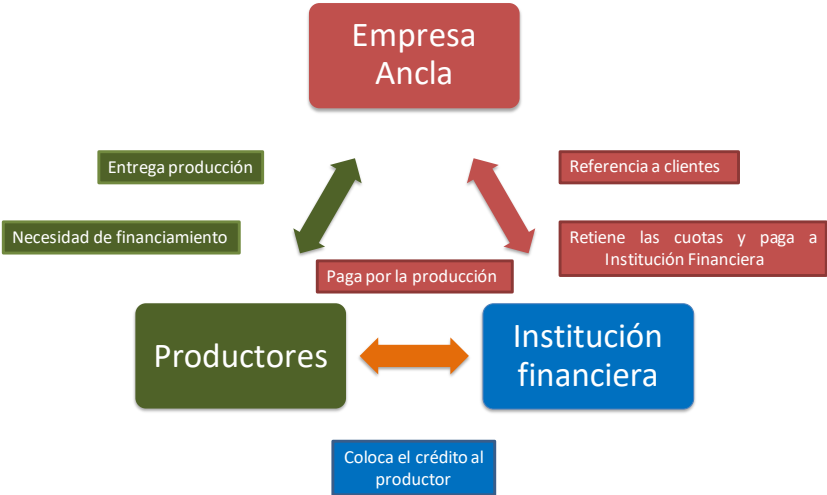 Empresa
Ancla
Entrega producción
Referencia a clientes
Necesidad de financiamiento
Retiene las cuotas y paga a
Institución Financiera
Paga por la producción
Productores
Institución
financiera
Coloca el crédito al
productor